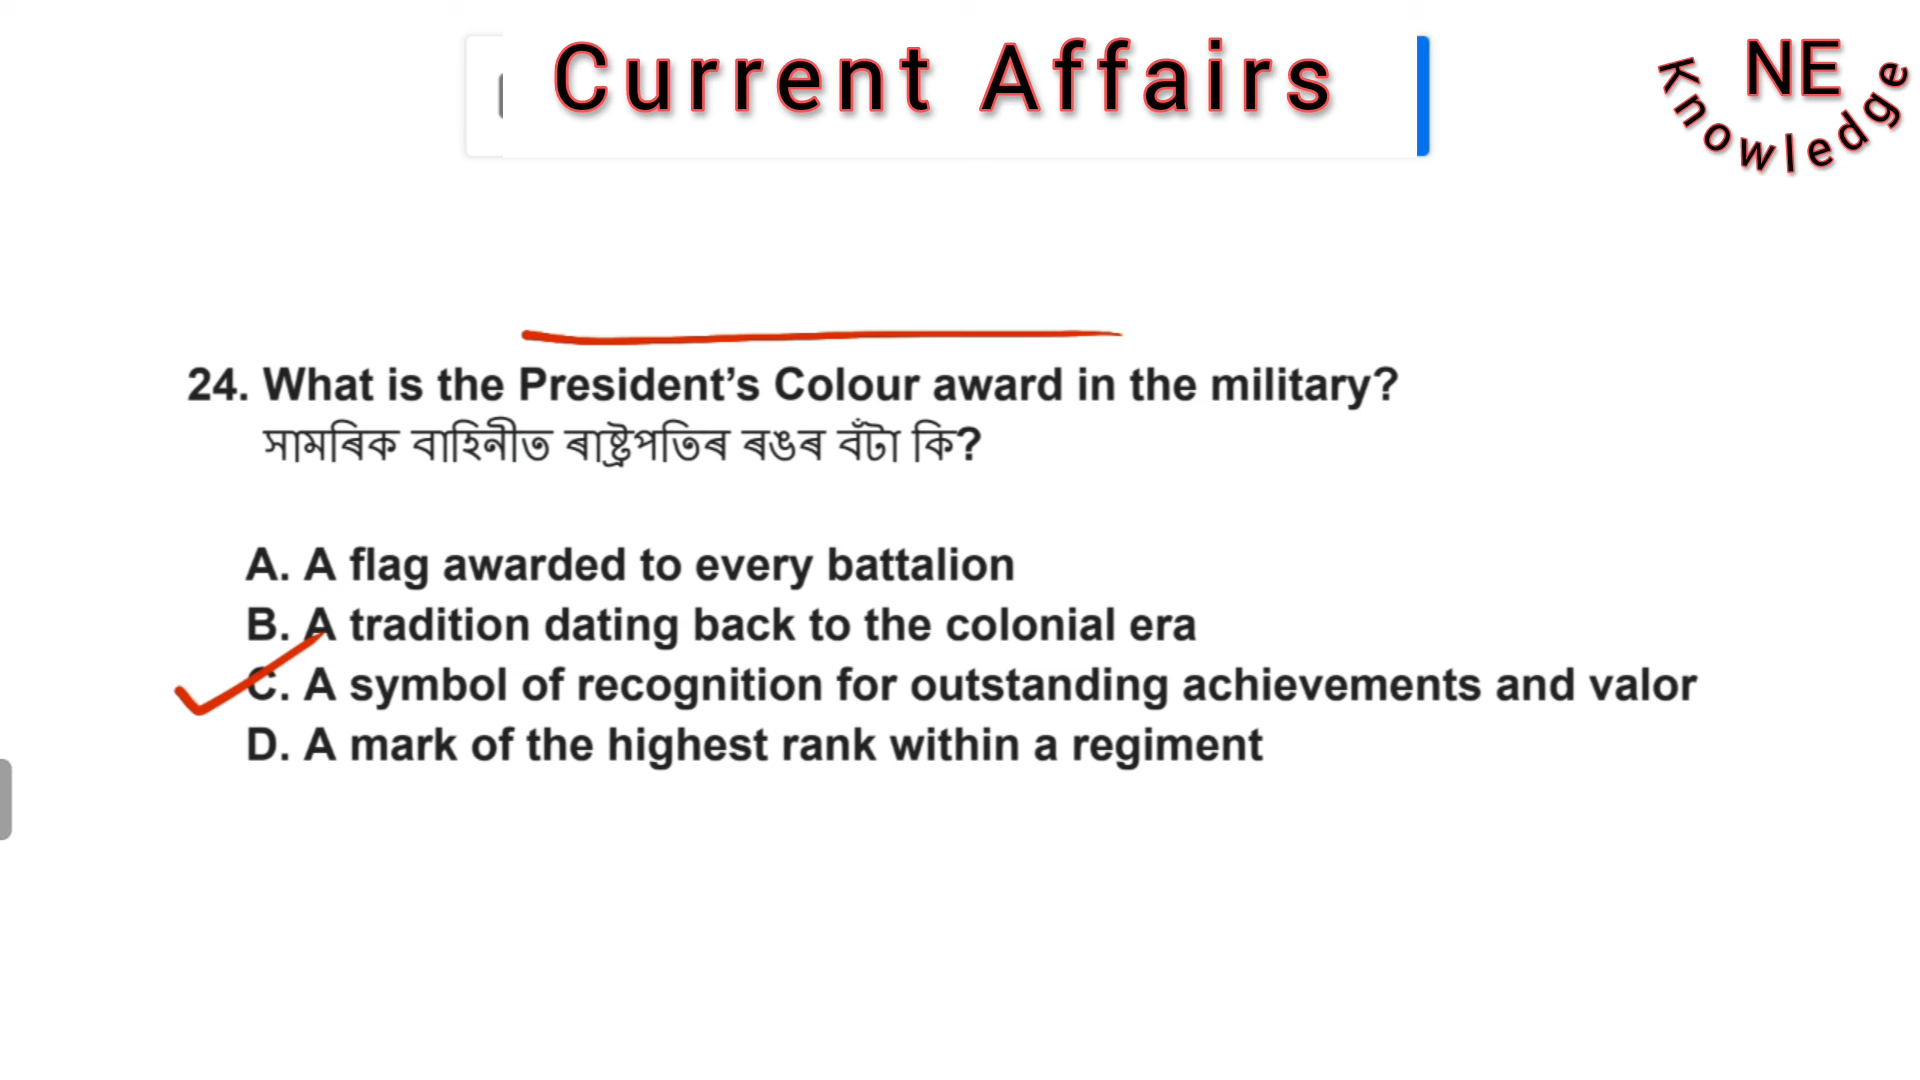 Current Affairs
NE
Knowledge
24. What is the President’s Colour award in the military?
সামৰিক বাহিনীত ৰাষ্ট্ৰপতিৰ ৰঙৰ বঁটা কি?
A. A flag awarded to every battalion
B. A tradition dating back to the colonial era
C. A symbol of recognition for outstanding achievements and valor
D. A mark of the highest rank within a regiment